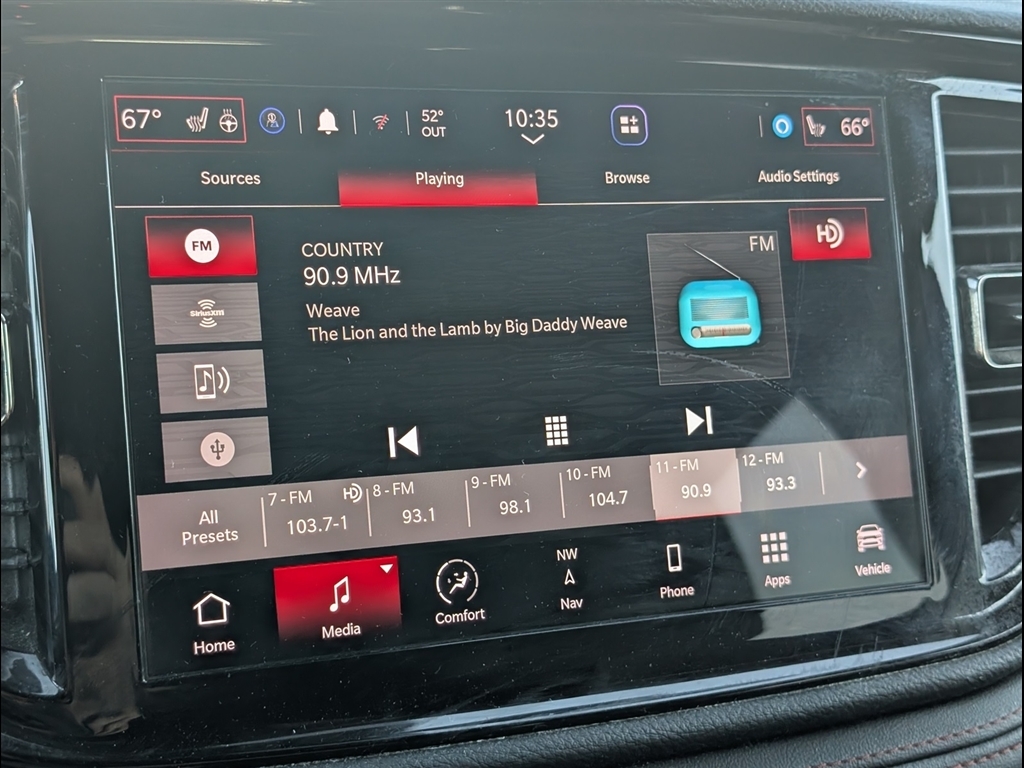 67°
52°
OUT
10:35
66°
Sources
Playing
Browse
Audio Settings
FM
SiriusXM
COUNTRY
90.9 MHz
Weave
The Lion and the Lamb by Big Daddy Weave
FM
HD
All
Presets
7 - FM HD
103.7-1
8 - FM
93.1
9 - FM
98.1
10 - FM
104.7
11 - FM
90.9
12 - FM
93.3
Home
Media
Comfort
NW
Nav
Phone
Apps
Vehicle